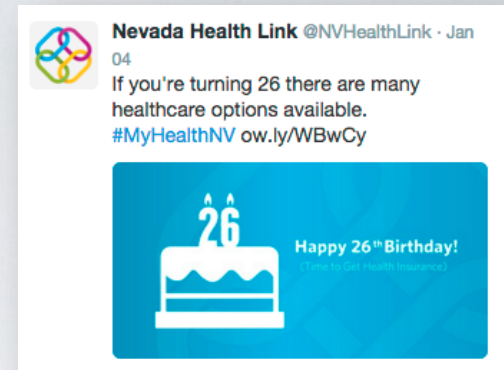 Nevada Health Link @NVHealthLink · Jan
04
If you're turning 26 there are many
healthcare options available.
#MyHealthNV ow.ly/WBwCy
26
Happy 26th Birthday!
(Time to Get Health Insurance)